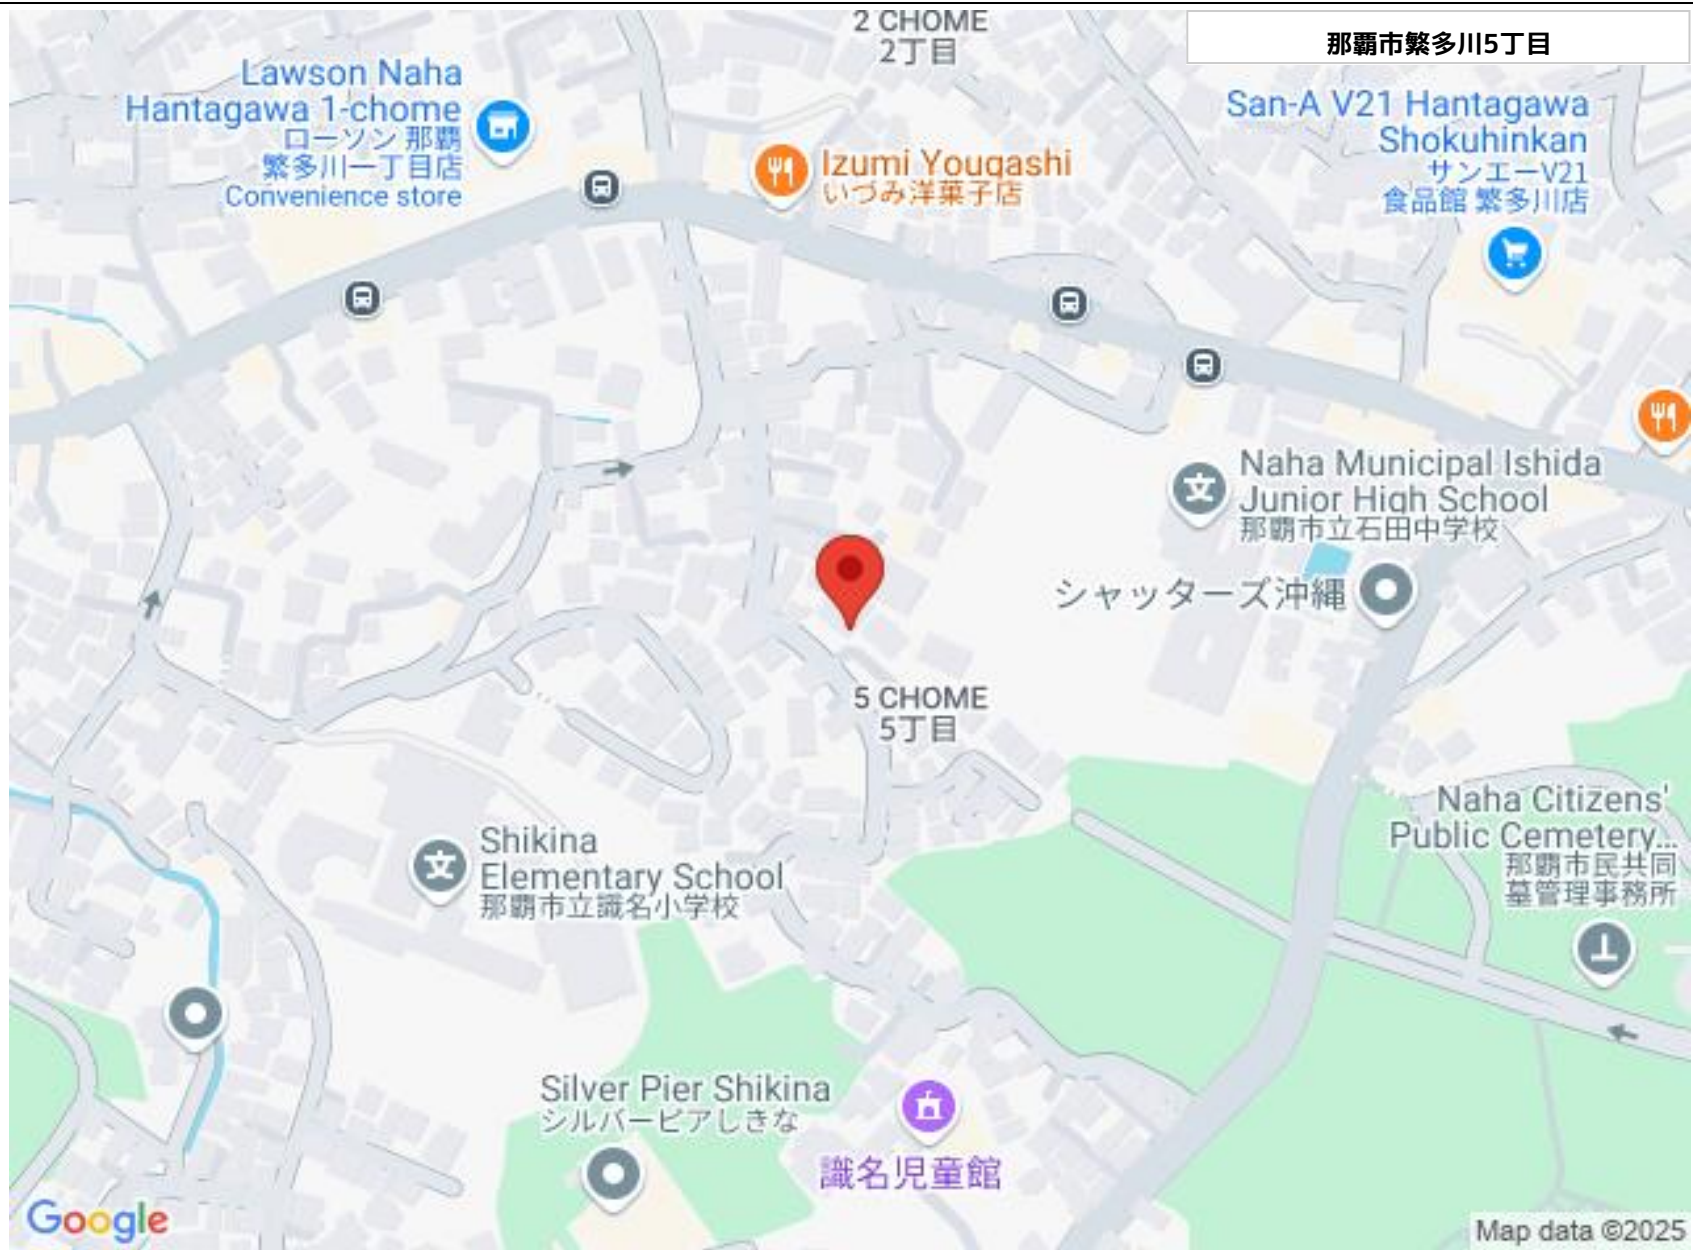 2 CHOME
2丁目
那覇市繁多川5丁目
Lawson Naha
Hantagawa 1-chome
ローソン 那覇
繁多川一丁目店
Convenience store
Izumi Yougashi
いづみ洋菓子店
San-A V21 Hantagawa
Shokuhinkan
サンエーV21
食品館 繁多川店
Naha Municipal Ishida
Junior High School
那覇市立石田中学校
シャッターズ沖縄
5 CHOME
5丁目
Naha Citizens'
Public Cemetery...
那覇市民共同
墓管理事務所
Shikina
Elementary School
那覇市立識名小学校
Silver Pier Shikina
シルバーピアしきな
識名児童館
Google
Map data ©2025